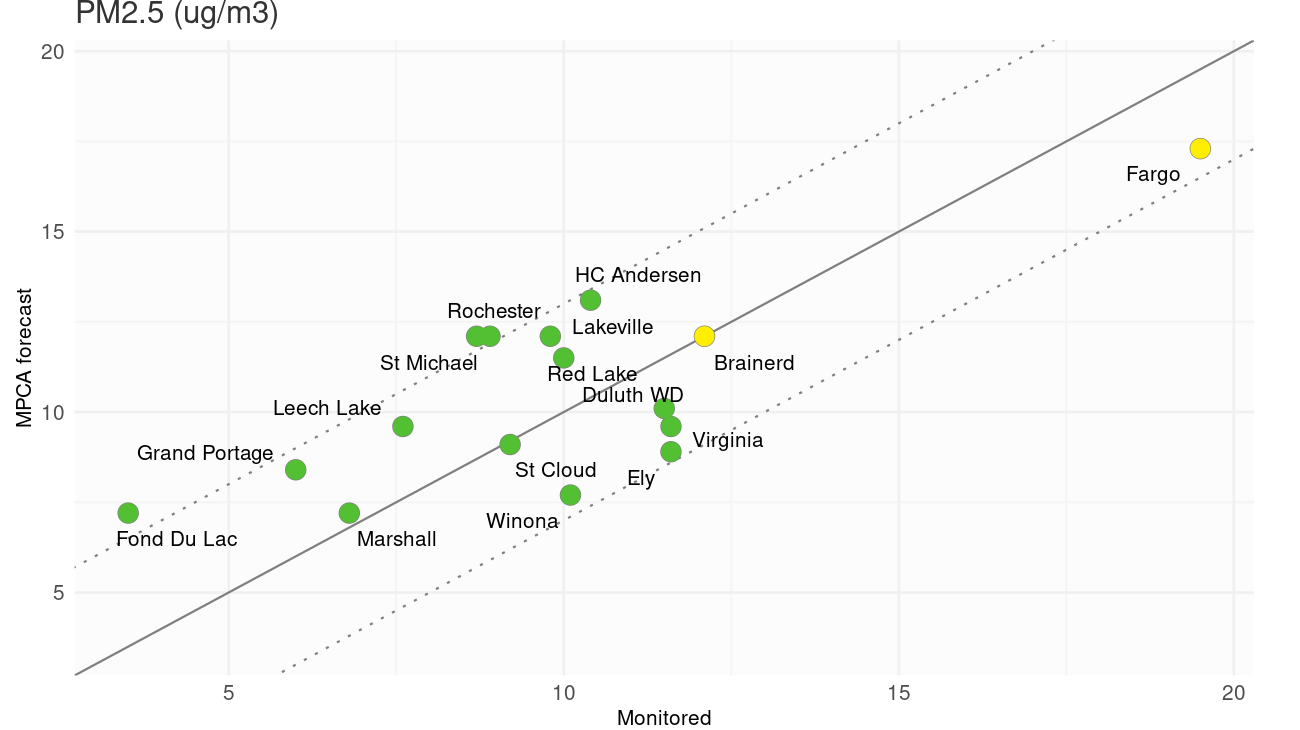 PM2.5 (ug/m3)
20
15
10
5
MPCA forecast
Fargo
HC Andersen
Rochester
Lakeville
St Michael
Brainerd
Red Lake
Duluth WD
Leech Lake
Virginia
Grand Portage
St Cloud
Ely
Winona
Fond Du Lac
Marshall
5
10
15
20
Monitored